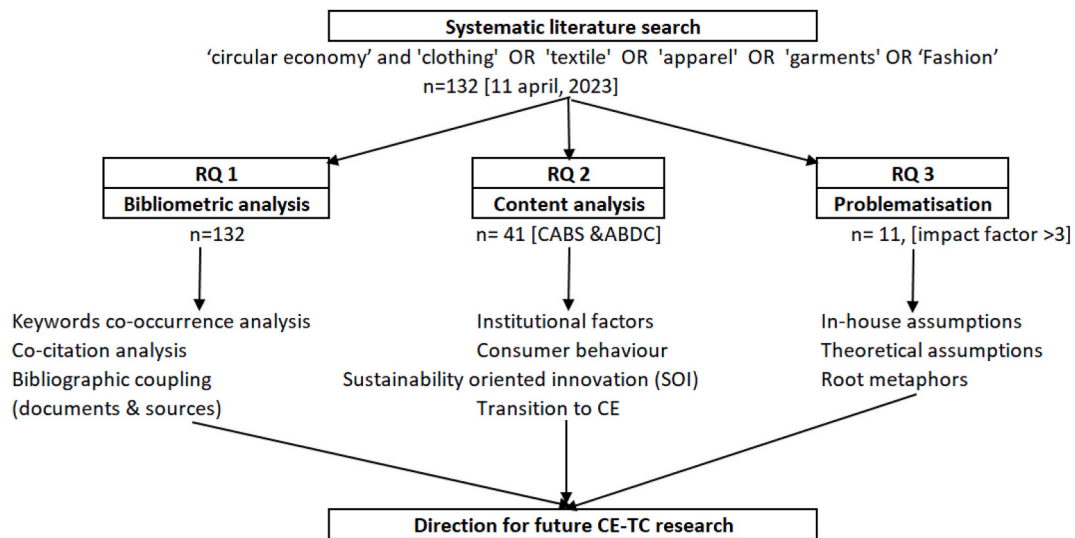 Systematic literature search
‘circular economy’ and 'clothing' OR 'textile' OR 'apparel' OR 'garments' OR ‘Fashion’
n=132 [11 april, 2023]
RQ 1
Bibliometric analysis
n=132
Keywords co-occurrence analysis
Co-citation analysis
Bibliographic coupling
(documents & sources)
RQ 2
Content analysis
n= 41 [CABS &ABDC]
Institutional factors
Consumer behaviour
Sustainability oriented innovation (SOI)
Transition to CE
RQ 3
Problematisation
n= 11, [impact factor >3]
In-house assumptions
Theoretical assumptions
Root metaphors
Direction for future CE-TC research